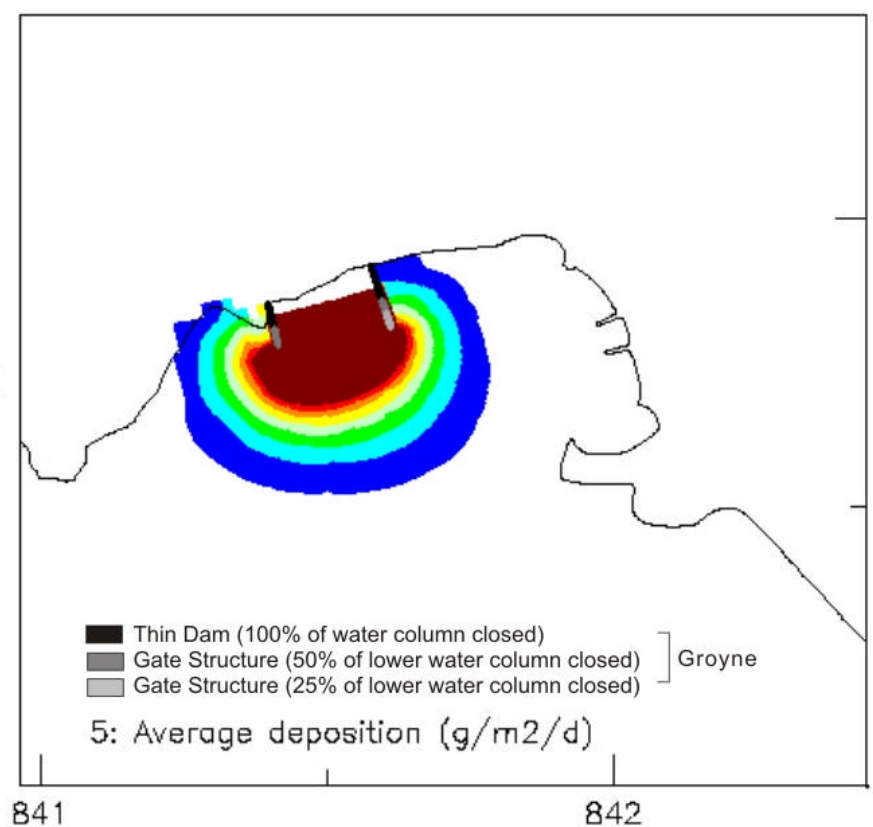 Thin Dam (100% of water column closed)
Gate Structure (50% of lower water column closed)
Groyne
Gate Structure (25% of lower water column closed)
5: Average deposition (g/m2/d)
841
842